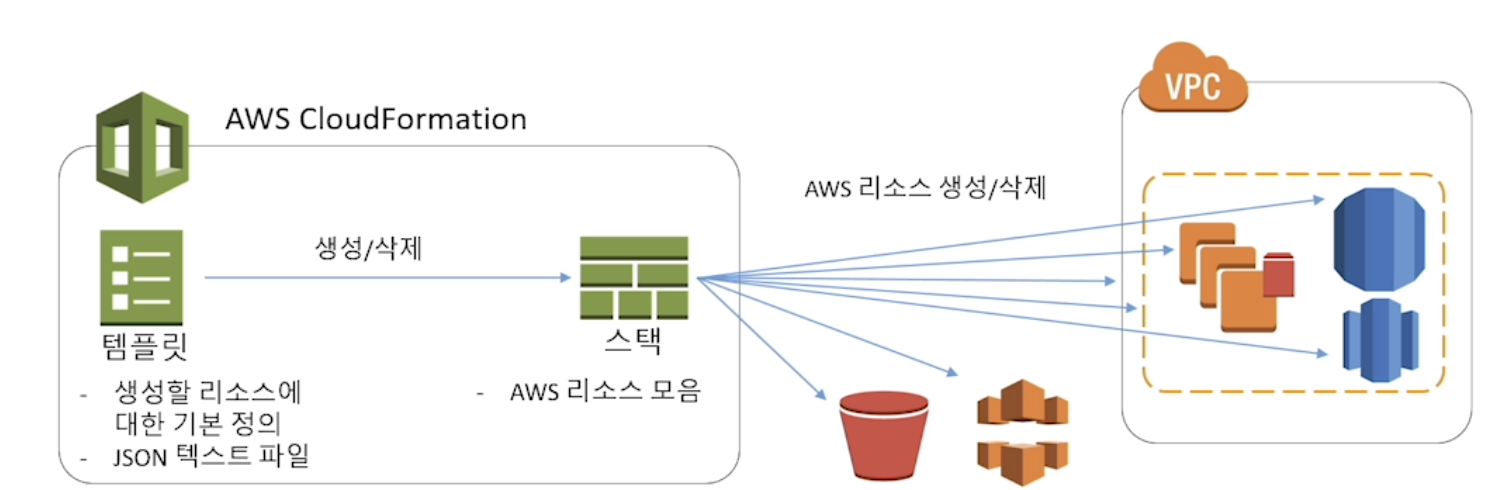 VPC
AWS CloudFormation
AWS 리소스 생성/삭제
생성/삭제
템플릿
스택
- 생성할 리소스에
대한 기본 정의
- JSON 텍스트 파일
- AWS 리소스 모음